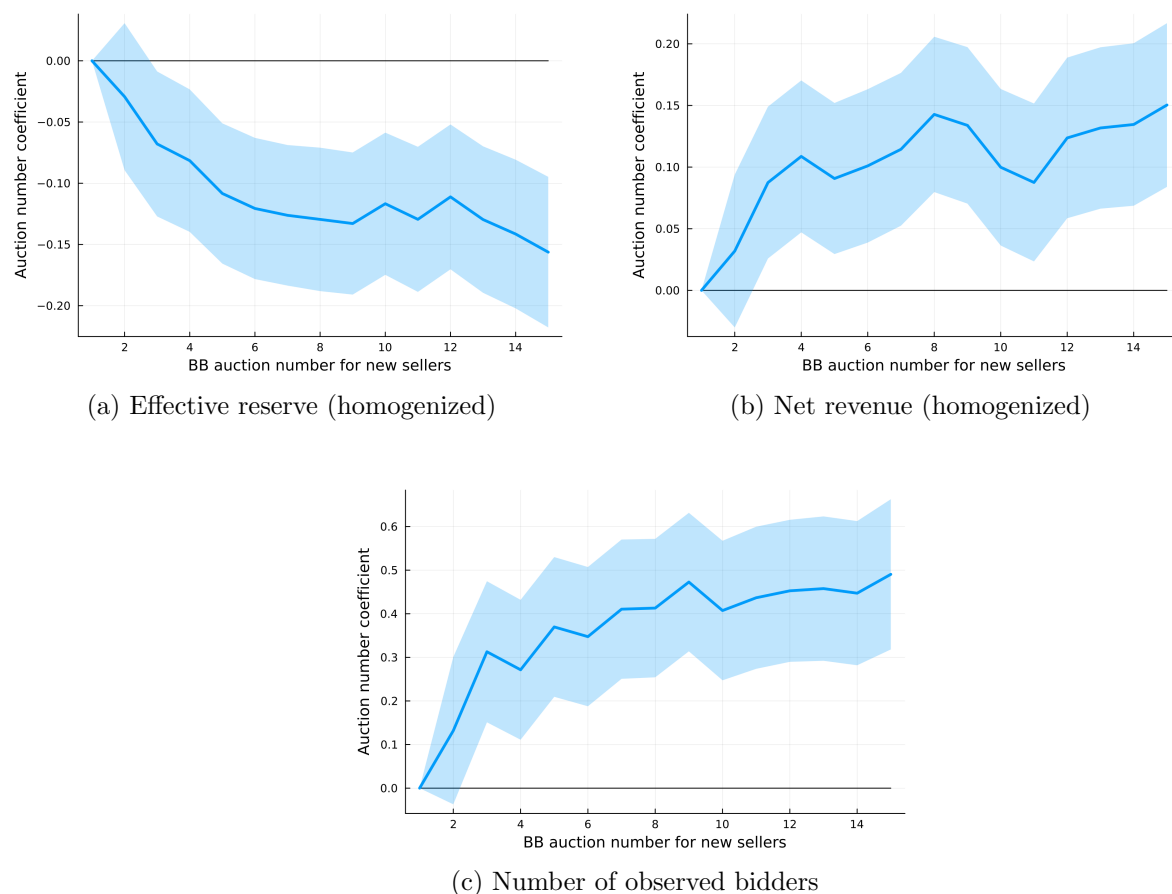 Auction number coefficient
0.00
−0.05
−0.10
−0.15
−0.20
2 4 6 8 10 12 14
BB auction number for new sellers
(a) Effective reserve (homogenized)
Auction number coefficient
0.20
0.15
0.10
0.05
0.00
2 4 6 8 10 12 14
BB auction number for new sellers
(b) Net revenue (homogenized)
Auction number coefficient
0.6
0.5
0.4
0.3
0.2
0.1
0.0
2 4 6 8 10 12 14
BB auction number for new sellers
(c) Number of observed bidders